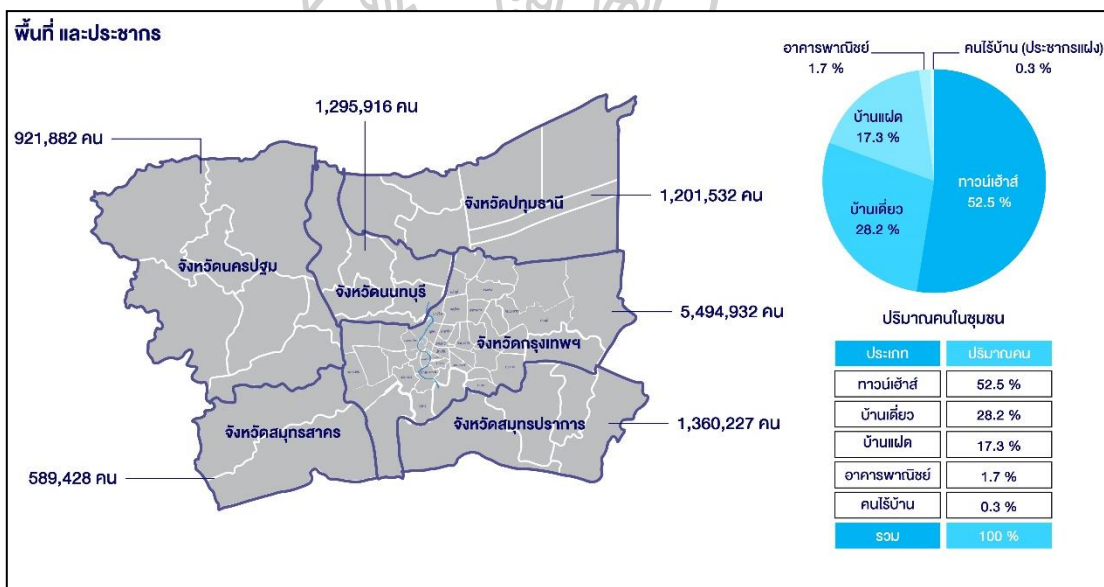 พื้นที่ และประชากร
921,882 คน
1,295,916 คน
1,201,532 คน
5,494,932 คน
1,360,227 คน
589,428 คน
จังหวัดนครปฐม
จังหวัดนนทบุรี
จังหวัดปทุมธานี
จังหวัดกรุงเทพฯ
จังหวัดสมุทรสาคร
จังหวัดสมุทรปราการ
อาคารพาณิชย์
1.7 %
คนไร้บ้าน (ประชากรแฝง)
0.3 %
บ้านแฝด
17.3 %
บ้านเดี่ยว
28.2 %
ทาวน์เฮ้าส์
52.5 %
ปริมาณคนในชุมชน
ประเภท ปริมาณคน
ทาวน์เฮ้าส์ 52.5 %
บ้านเดี่ยว 28.2 %
บ้านแฝด 17.3 %
อาคารพาณิชย์ 1.7 %
คนไร้บ้าน 0.3 %
รวม 100 %